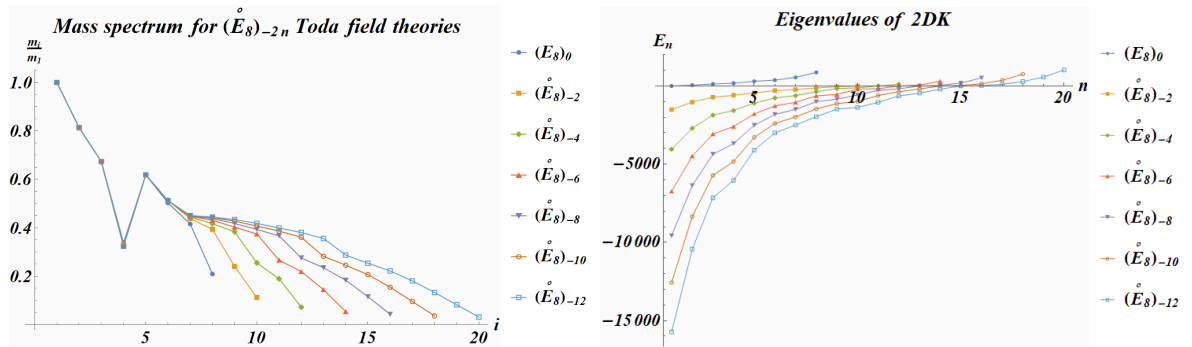 Mass spectrum for (E̊₈)₋₂ₙ Toda field theories
mᵢ/m₁
1.0
0.8
0.6
0.4
0.2
5
10
15
20
i
(E₈)₀
(E̊₈)₋₂
(E̊₈)₋₄
(E̊₈)₋₆
(E̊₈)₋₈
(E̊₈)₋₁₀
(E̊₈)₋₁₂
Eigenvalues of 2DK
Eₙ
5
10
15
20
n
−5000
−10 000
−15 000
(E₈)₀
(E̊₈)₋₂
(E̊₈)₋₄
(E̊₈)₋₆
(E̊₈)₋₈
(E̊₈)₋₁₀
(E̊₈)₋₁₂